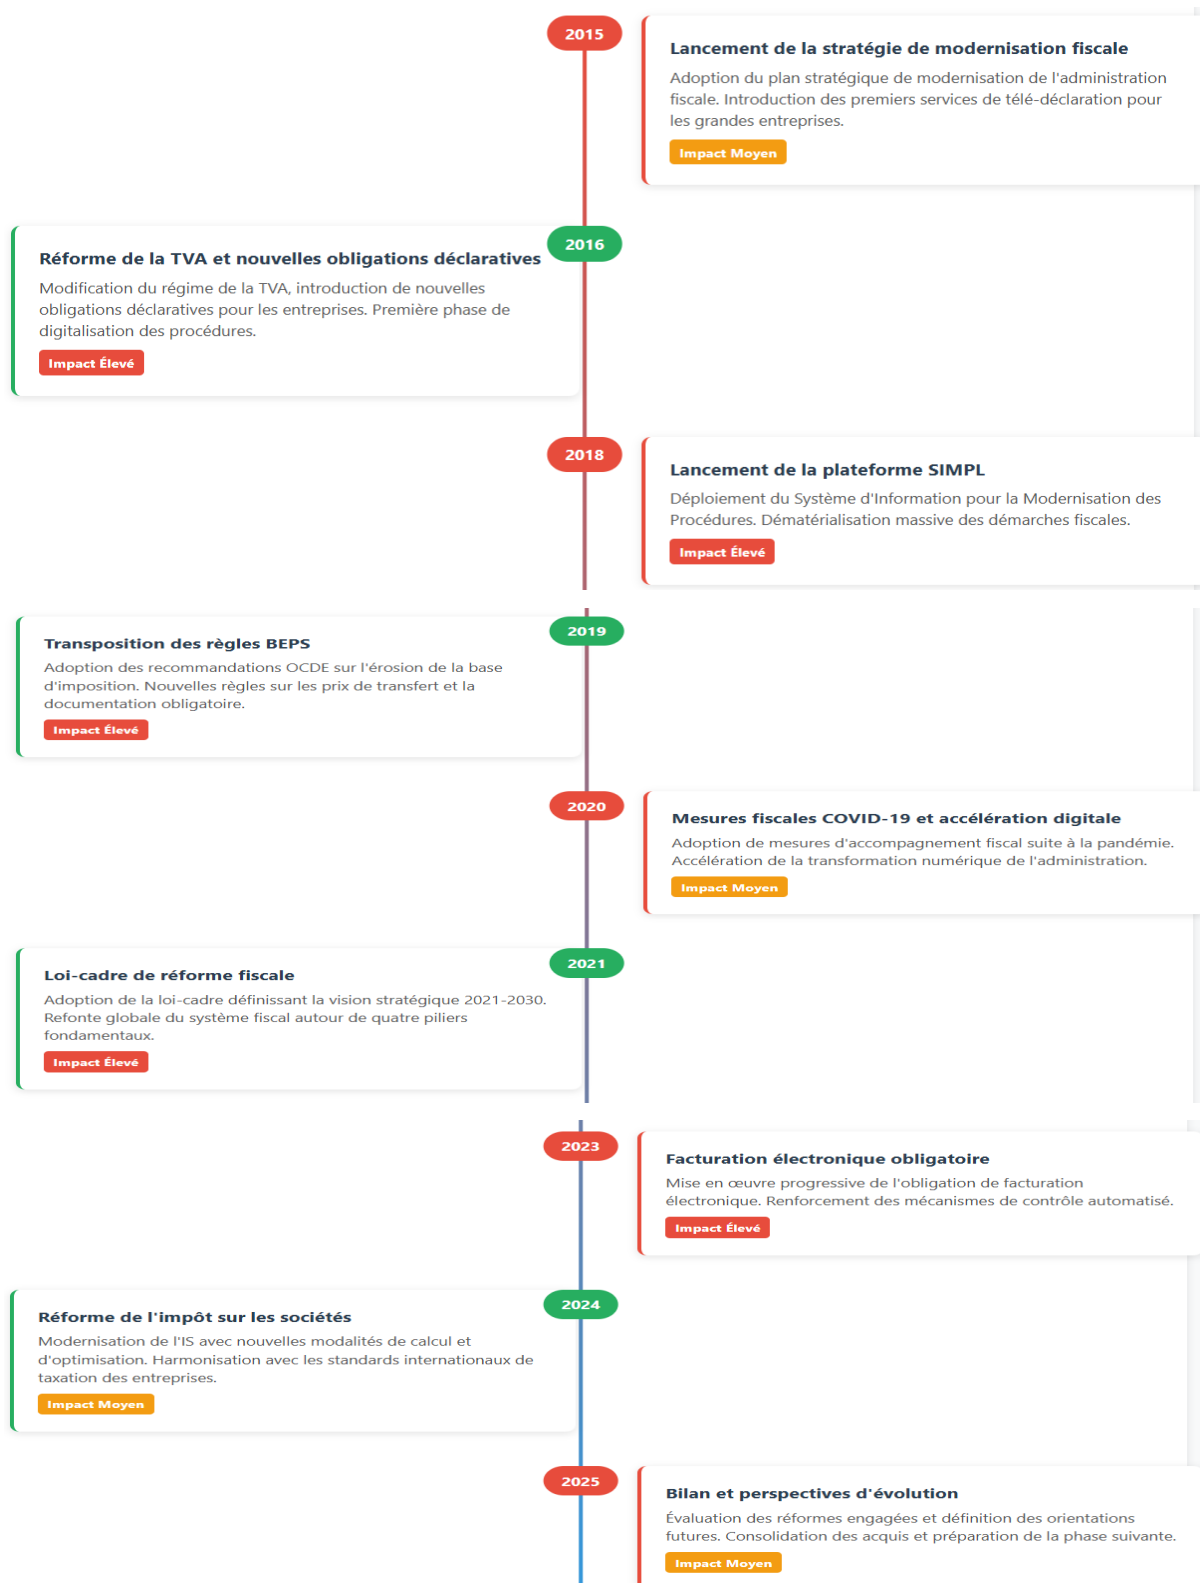 2015
Lancement de la stratégie de modernisation fiscale
Adoption du plan stratégique de modernisation de l'administration
fiscale. Introduction des premiers services de télé-déclaration pour
les grandes entreprises.
Impact Moyen
2016
Réforme de la TVA et nouvelles obligations déclaratives
Modification du régime de la TVA, introduction de nouvelles
obligations déclaratives pour les entreprises. Première phase de
digitalisation des procédures.
Impact Élevé
2018
Lancement de la plateforme SIMPL
Déploiement du Système d'Information pour la Modernisation des
Procédures. Dématérialisation massive des démarches fiscales.
Impact Élevé
2019
Transposition des règles BEPS
Adoption des recommandations OCDE sur l'érosion de la base
d'imposition. Nouvelles règles sur les prix de transfert et la
documentation obligatoire.
Impact Élevé
2020
Mesures fiscales COVID-19 et accélération digitale
Adoption de mesures d'accompagnement fiscal suite à la pandémie.
Accélération de la transformation numérique de l'administration.
Impact Moyen
2021
Loi-cadre de réforme fiscale
Adoption de la loi-cadre définissant la vision stratégique 2021-2030.
Refonte globale du système fiscal autour de quatre piliers
fondamentaux.
Impact Élevé
2023
Facturation électronique obligatoire
Mise en œuvre progressive de l'obligation de facturation
électronique. Renforcement des mécanismes de contrôle automatisé.
Impact Élevé
2024
Réforme de l'impôt sur les sociétés
Modernisation de l'IS avec nouvelles modalités de calcul et
d'optimisation. Harmonisation avec les standards internationaux de
taxation des entreprises.
Impact Moyen
2025
Bilan et perspectives d'évolution
Évaluation des réformes engagées et définition des orientations
futures. Consolidation des acquis et préparation de la phase suivante.
Impact Moyen